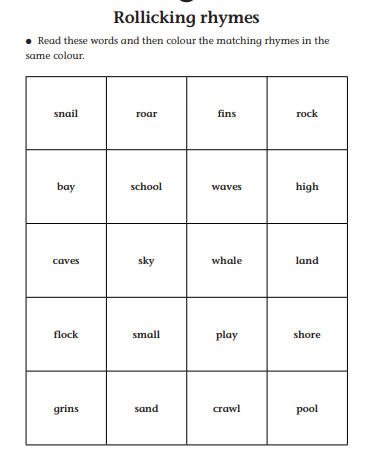 Rollicking rhymes
● Read these words and then colour the matching rhymes in the
same colour.
snail roar fins rock
bay school waves high
caves sky whale land
flock small play shore
grins sand crawl pool